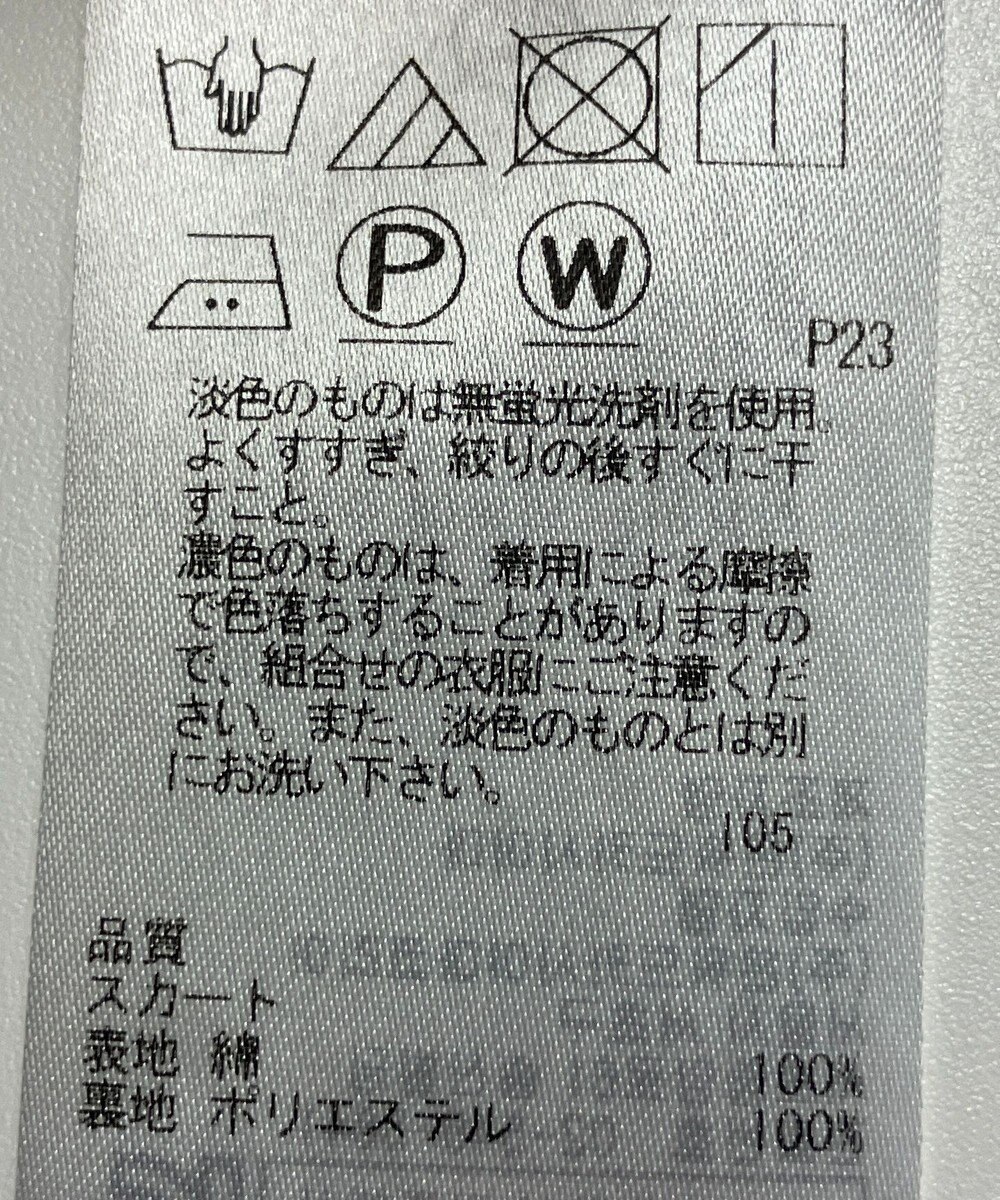 P W
P23
淡色のものは無蛍光洗剤を使用。
よくすすぎ、絞りの後すぐに干
すこと。
濃色のものは、着用による摩擦
で色落ちすることがありますの
で、組合せの衣服にご注意くだ
さい。また、淡色のものとは別
にお洗い下さい。
105
品質
スカート
表地 綿 100%
裏地 ポリエステル 100%